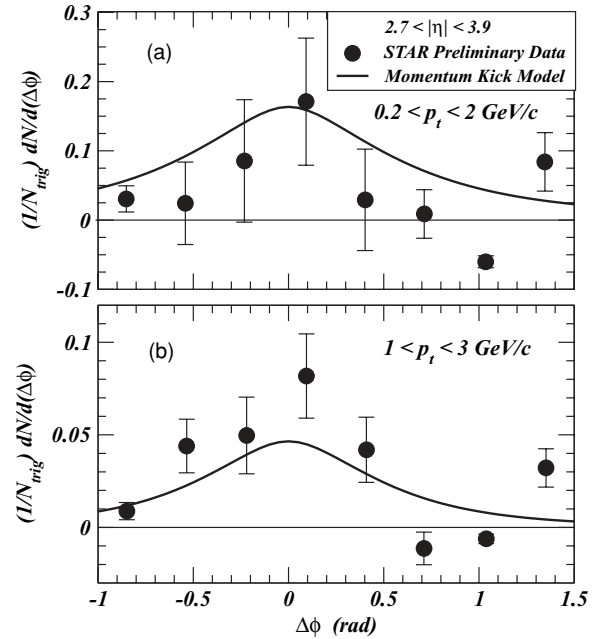 2.7 < |η| < 3.9
STAR Preliminary Data
Momentum Kick Model
(a)
0.2 < p_t < 2 GeV/c
0.3
0.2
0.1
0
-0.1
(1/N_trig) dN/d(Δϕ)
(b)
1 < p_t < 3 GeV/c
0.1
0.05
0
(1/N_trig) dN/d(Δϕ)
-1 -0.5 0 0.5 1 1.5
Δϕ (rad)